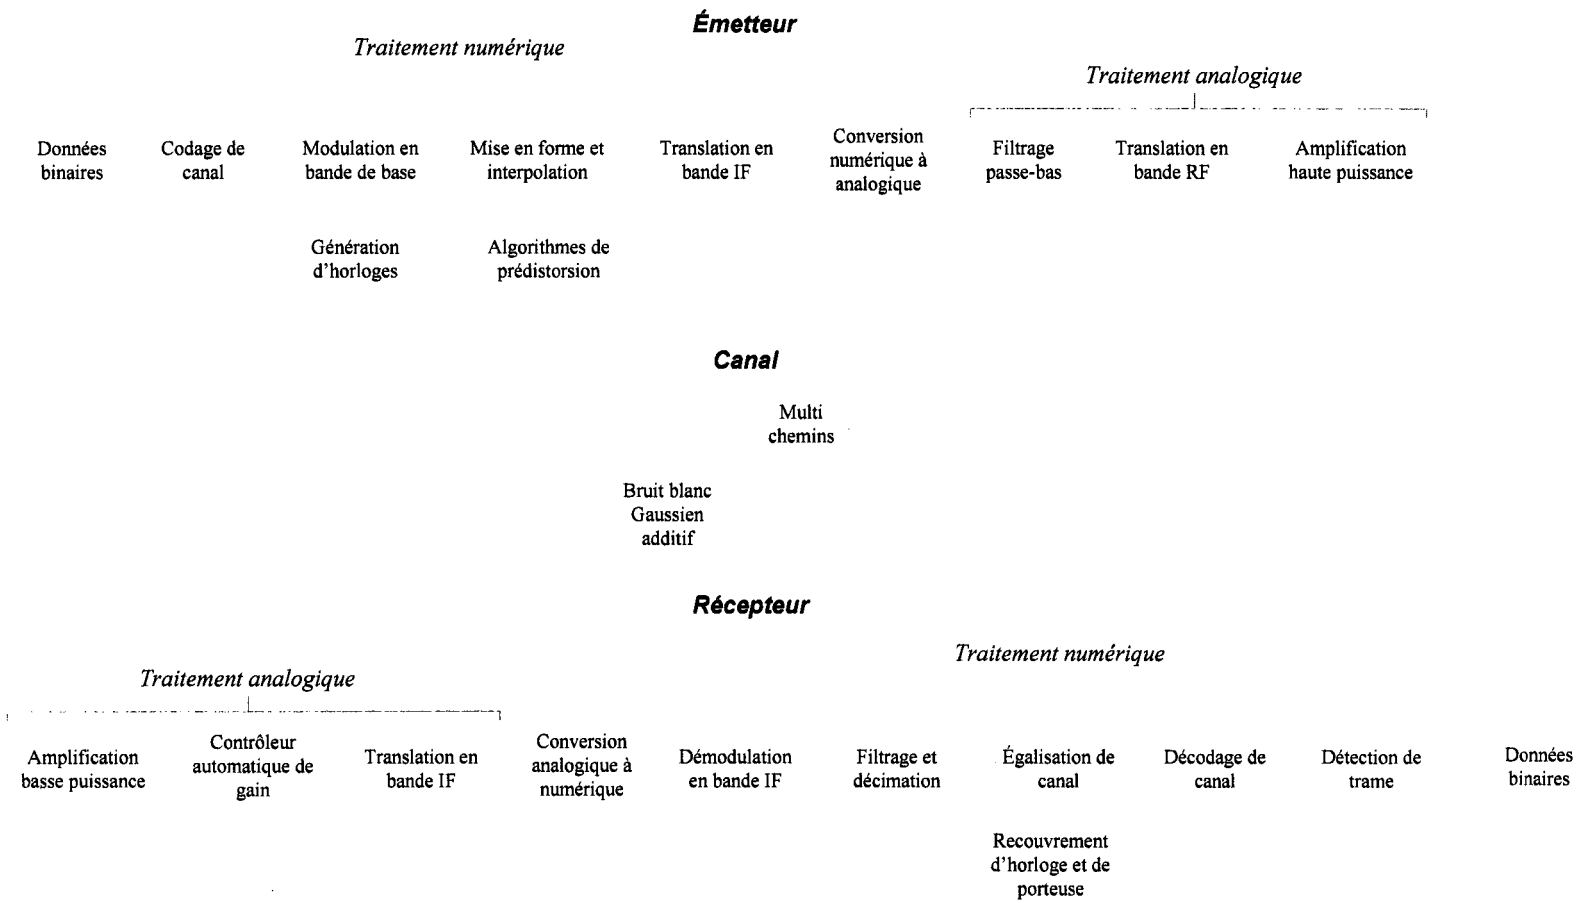 Émetteur
Traitement numérique
Traitement analogique
Données
binaires
Codage de
canal
Modulation en
bande de base
Mise en forme et
interpolation
Translation en
bande IF
Conversion
numérique à
analogique
Filtrage
passe-bas
Translation en
bande RF
Amplification
haute puissance
Génération
d'horloges
Algorithmes de
prédistorsion
Canal
Multi
chemins
Bruit blanc
Gaussien
additif
Récepteur
Traitement numérique
Traitement analogique
Amplification
basse puissance
Contrôleur
automatique de
gain
Translation en
bande IF
Conversion
analogique à
numérique
Démodulation
en bande IF
Filtrage et
décimation
Égalisation de
canal
Décodage de
canal
Détection de
trame
Données
binaires
Recouvrement
d'horloge et de
porteuse